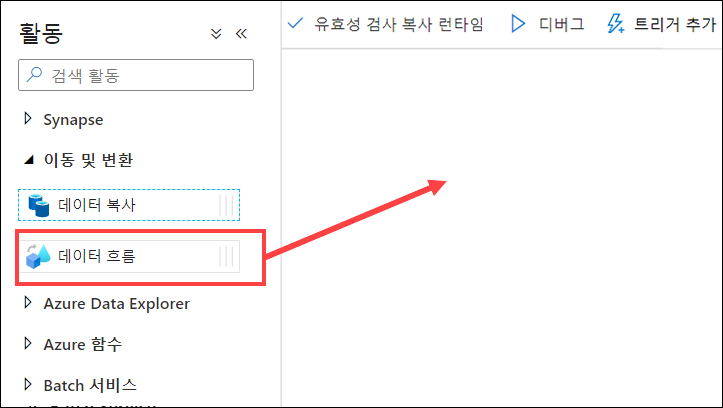 활동
유효성 검사 복사 런타임 디버그 트리거 추가
검색 활동
Synapse
이동 및 변환
데이터 복사
데이터 흐름
Azure Data Explorer
Azure 함수
Batch 서비스